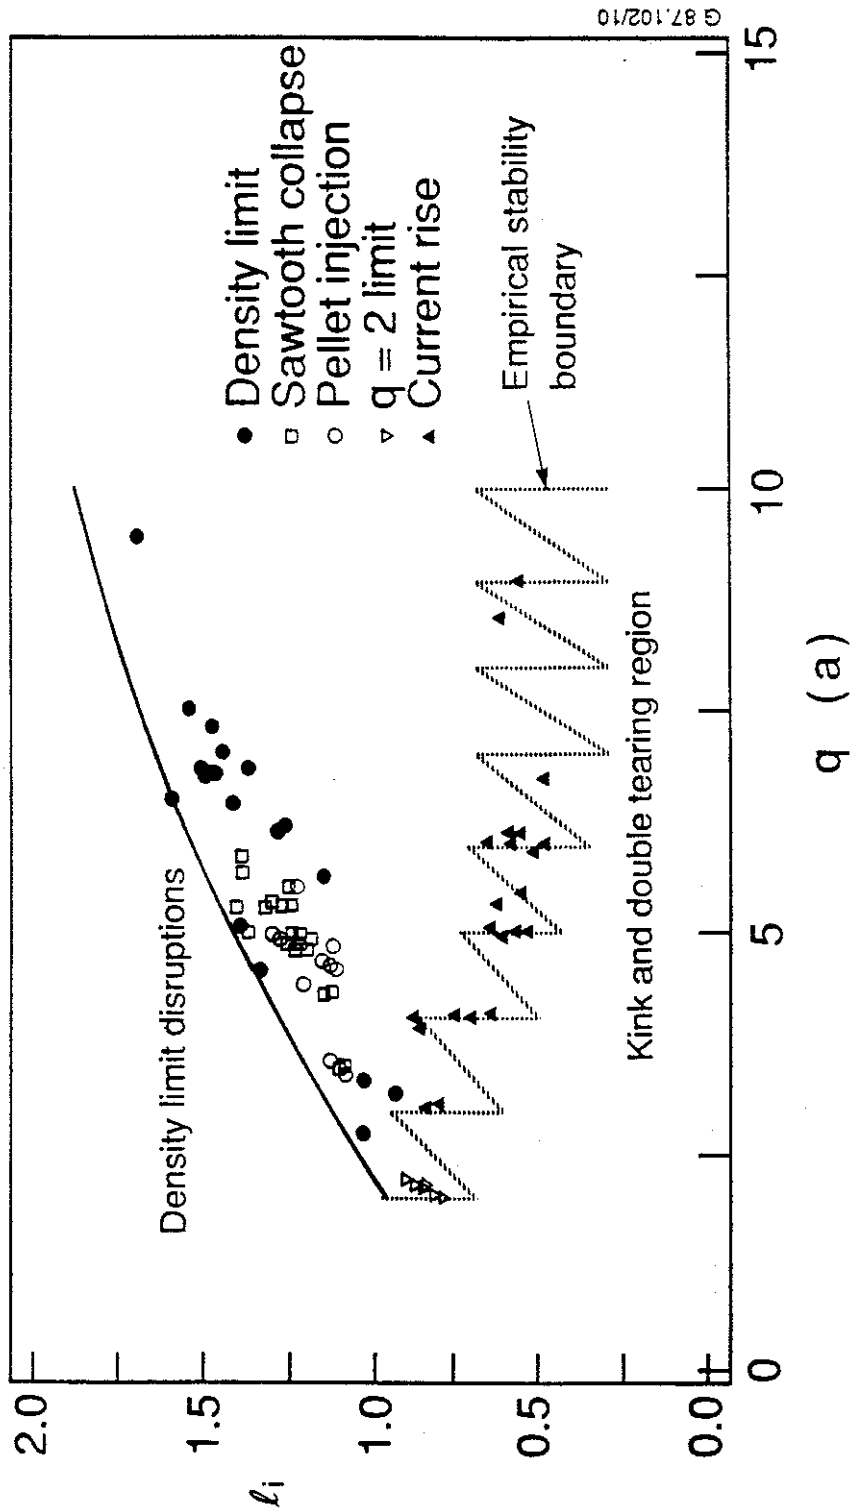 2.0
1.5
1.0
0.5
0.0
ℓi
0
5
10
15
q (a)
Density limit disruptions
Density limit
Sawtooth collapse
Pellet injection
q = 2 limit
Current rise
Empirical stability
boundary
Kink and double tearing region
G 87.102/10